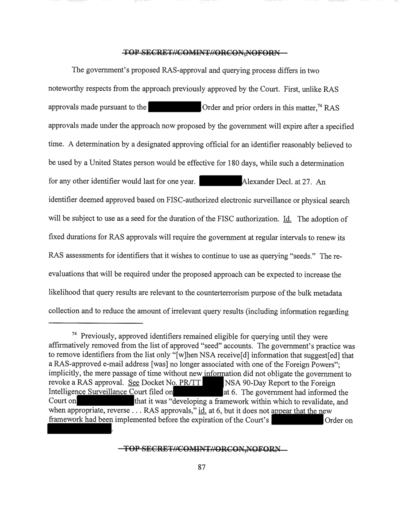 TOP SECRET//COMINT//ORCON,NOFORN
The government's proposed RAS-approval and querying process differs in two
noteworthy respects from the approach previously approved by the Court. First, unlike RAS
approvals made pursuant to the Order and prior orders in this matter,74 RAS
approvals made under the approach now proposed by the government will expire after a specified
time. A determination by a designated approving official for an identifier reasonably believed to
be used by a United States person would be effective for 180 days, while such a determination
for any other identifier would last for one year. Alexander Decl. at 27. An
identifier deemed approved based on FISC-authorized electronic surveillance or physical search
will be subject to use as a seed for the duration of the FISC authorization. Id. The adoption of
fixed durations for RAS approvals will require the government at regular intervals to renew its
RAS assessments for identifiers that it wishes to continue to use as querying "seeds." The re-
evaluations that will be required under the proposed approach can be expected to increase the
likelihood that query results are relevant to the counterterrorism purpose of the bulk metadata
collection and to reduce the amount of irrelevant query results (including information regarding
74 Previously, approved identifiers remained eligible for querying until they were
affirmatively removed from the list of approved "seed" accounts. The government's practice was
to remove identifiers from the list only "[w]hen NSA receive[d] information that suggest[ed] that
a RAS-approved e-mail address [was] no longer associated with one of the Foreign Powers";
implicitly, the mere passage of time without new information did not obligate the government to
revoke a RAS approval. See Docket No. PR/TT NSA 90-Day Report to the Foreign
Intelligence Surveillance Court filed on at 6. The government had informed the
Court on that it was "developing a framework within which to revalidate, and
when appropriate, reverse . . . RAS approvals," id. at 6, but it does not appear that the new
framework had been implemented before the expiration of the Court's Order on
.
TOP SECRET//COMINT//ORCON,NOFORN
87